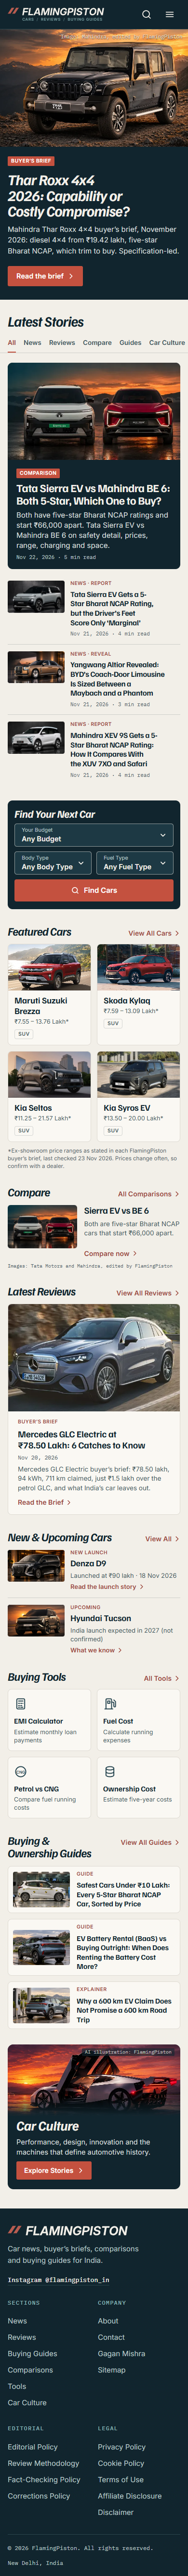 FLAMINGPISTON
CARS / REVIEWS / BUYING GUIDES
BUYER'S BRIEF
Thar Roxx 4x4
2026: Capability or
Costly Compromise?
Mahindra Thar Roxx 4×4 buyer's brief, November
2026: diesel 4×4 from ₹19.42 lakh, five-star
Bharat NCAP, which trim to buy. Specification-led.
Read the brief
Latest Stories
All News Reviews Compare Guides Car Culture
COMPARISON
Tata Sierra EV vs Mahindra BE 6:
Both 5-Star, Which One to Buy?
Both have five-star Bharat NCAP ratings and
start ₹66,000 apart. Tata Sierra EV vs
Mahindra BE 6 on safety detail, prices,
range, charging and space.
Nov 22, 2026 · 5 min read
NEWS · REPORT
Tata Sierra EV Gets a 5-
Star Bharat NCAP Rating,
but the Driver's Feet
Score Only 'Marginal'
Nov 21, 2026 · 4 min read
NEWS · REVEAL
Yangwang Altior Revealed:
BYD's Coach-Door Limousine
Is Sized Between a
Maybach and a Phantom
Nov 21, 2026 · 3 min read
NEWS · REPORT
Mahindra XEV 9S Gets a 5-
Star Bharat NCAP Rating:
How It Compares With
the XUV 7XO and Safari
Nov 21, 2026 · 4 min read
Find Your Next Car
Your Budget
Any Budget
Body Type
Any Body Type
Fuel Type
Any Fuel Type
Find Cars
Featured Cars
View All Cars
Maruti Suzuki
Brezza
₹7.55 – 13.76 Lakh*
SUV
Skoda Kylaq
₹7.59 – 13.09 Lakh*
SUV
Kia Seltos
₹11.25 – 21.57 Lakh*
SUV
Kia Syros EV
₹13.50 – 20.00 Lakh*
SUV
*Ex-showroom price ranges as stated in each FlamingPiston
buyer's brief, last checked 23 Nov 2026. Prices change often, so
confirm with a dealer.
Compare
All Comparisons
Sierra EV vs BE 6
Both are five-star Bharat NCAP
cars that start ₹66,000 apart.
Compare now
Images: Tata Motors and Mahindra, edited by FlamingPiston
Latest Reviews
View All Reviews
BUYER'S BRIEF
Mercedes GLC Electric at
₹78.50 Lakh: 6 Catches to Know
Nov 20, 2026
Mercedes GLC Electric buyer's brief: ₹78.50 lakh,
94 kWh, 711 km claimed, just ₹1.5 lakh over the
petrol GLC, and what India's car leaves out.
Read the Brief
New & Upcoming Cars
View All
NEW LAUNCH
Denza D9
Launched at ₹90 lakh · 18 Nov 2026
Read the launch story
UPCOMING
Hyundai Tucson
India launch expected in 2027 (not
confirmed)
What we know
Buying Tools
All Tools
EMI Calculator
Estimate monthly loan
payments
Fuel Cost
Calculate running
expenses
Petrol vs CNG
Compare fuel running
costs
Ownership Cost
Estimate five-year costs
Buying &
Ownership Guides
View All Guides
GUIDE
Safest Cars Under ₹10 Lakh:
Every 5-Star Bharat NCAP
Car, Sorted by Price
GUIDE
EV Battery Rental (BaaS) vs
Buying Outright: When Does
Renting the Battery Cost
More?
EXPLAINER
Why a 600 km EV Claim Does
Not Promise a 600 km Road
Trip
AI illustration: FlamingPiston
Car Culture
Performance, design, innovation and the
machines that define automotive history.
Explore Stories
FLAMINGPISTON
Car news, buyer's briefs, comparisons
and buying guides for India.
Instagram @flamingpiston_in
SECTIONS
News
Reviews
Buying Guides
Comparisons
Tools
Car Culture
COMPANY
About
Contact
Gagan Mishra
Sitemap
EDITORIAL
Editorial Policy
Review Methodology
Fact-Checking Policy
Corrections Policy
LEGAL
Privacy Policy
Cookie Policy
Terms of Use
Affiliate Disclosure
Disclaimer
© 2026 FlamingPiston. All rights reserved.
New Delhi, India